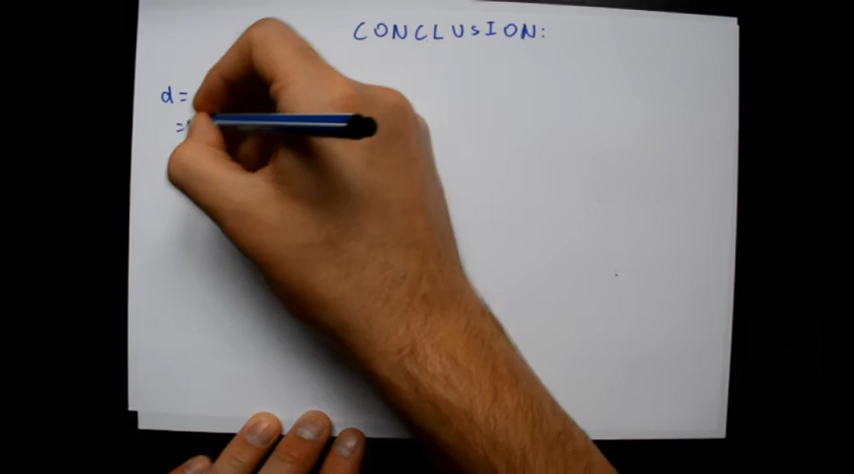 CONCLUSION:
d=
=